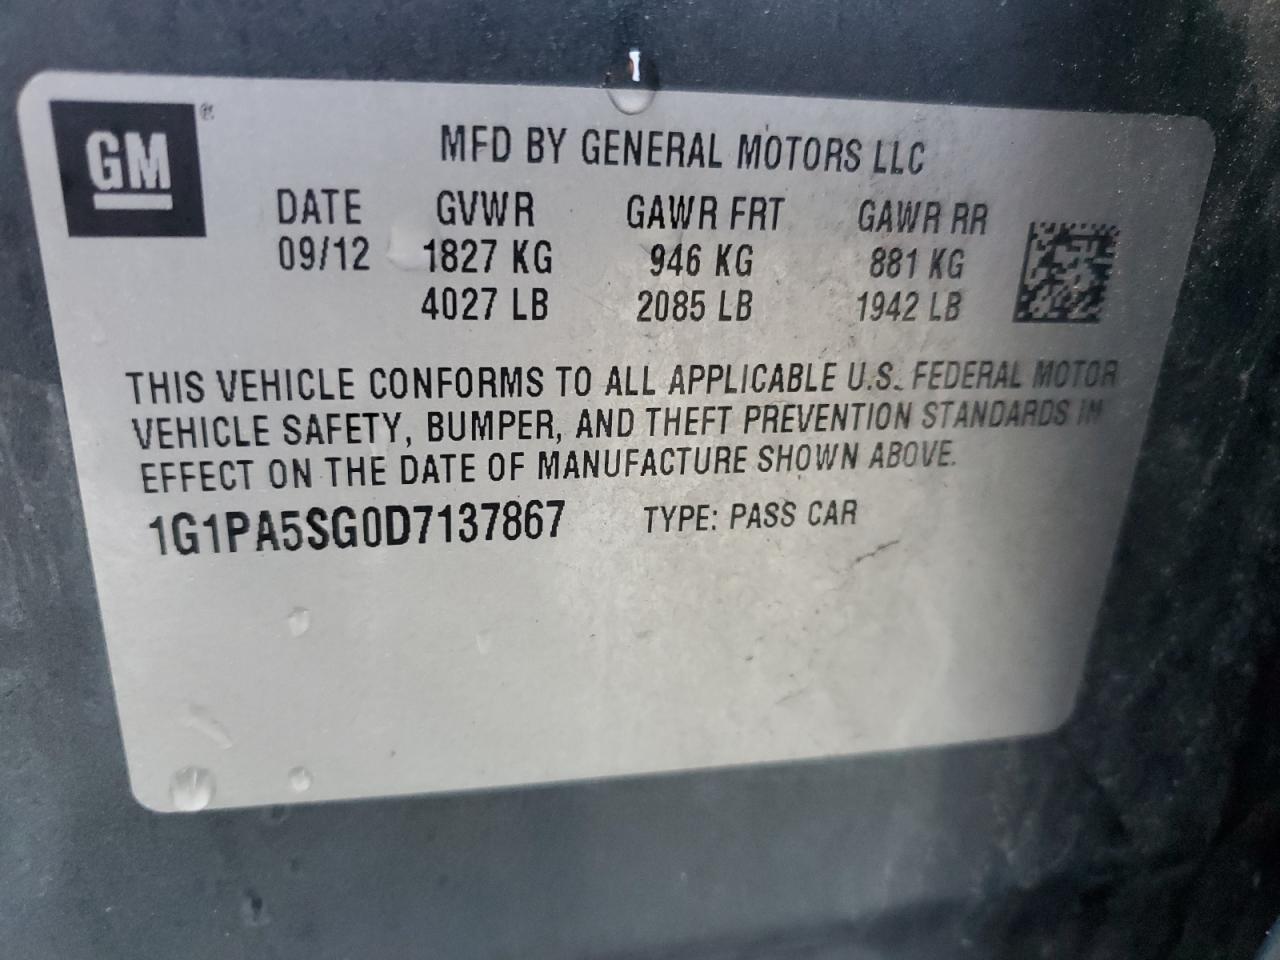 GM ®
MFD BY GENERAL MOTORS LLC
DATE GVWR GAWR FRT GAWR RR
09/12 1827 KG 946 KG 881 KG
4027 LB 2085 LB 1942 LB
THIS VEHICLE CONFORMS TO ALL APPLICABLE U.S. FEDERAL MOTOR
VEHICLE SAFETY, BUMPER, AND THEFT PREVENTION STANDARDS IN
EFFECT ON THE DATE OF MANUFACTURE SHOWN ABOVE.
1G1PA5SG0D7137867 TYPE: PASS CAR